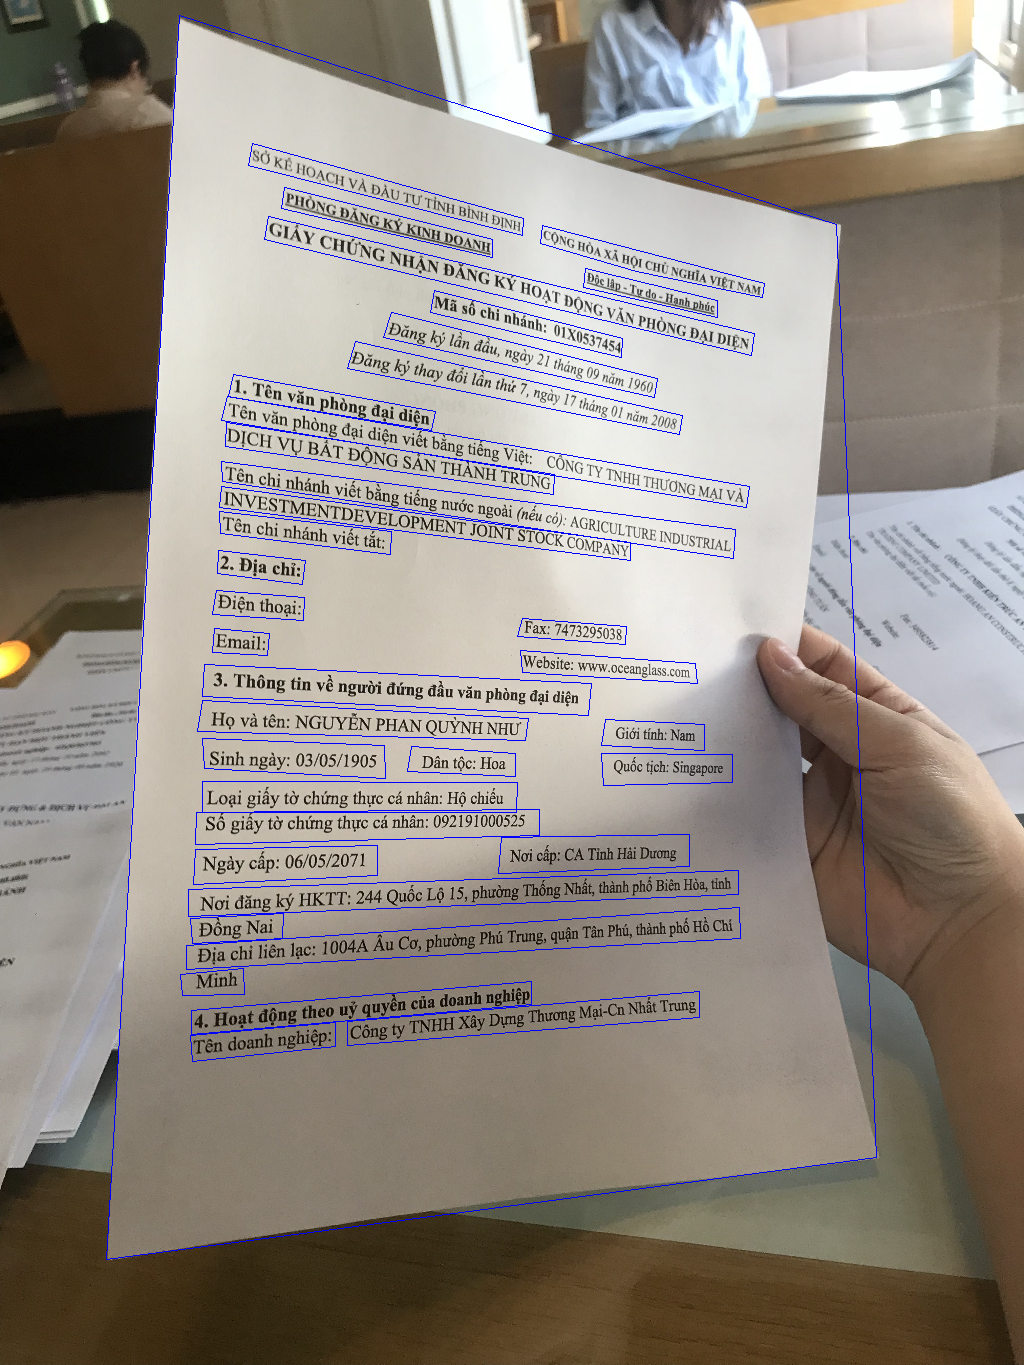 SỞ KẾ HOẠCH VÀ ĐẦU TƯ TỈNH BÌNH ĐỊNH
CỘNG HÒA XÃ HỘI CHỦ NGHĨA VIỆT NAM
PHÒNG ĐĂNG KÝ KINH DOANH
Độc lập - Tự do - Hạnh phúc
GIẤY CHỨNG NHẬN ĐĂNG KÝ HOẠT ĐỘNG VĂN PHÒNG ĐẠI DIỆN
Mã số chi nhánh: 01X0537454
Đăng ký lần đầu, ngày 21 tháng 09 năm 1960
Đăng ký thay đổi lần thứ 7, ngày 17 tháng 01 năm 2008
1. Tên văn phòng đại diện
Tên văn phòng đại diện viết bằng tiếng Việt: CÔNG TY TNHH THƯƠNG MẠI VÀ
DỊCH VỤ BẤT ĐỘNG SẢN THÀNH TRUNG
Tên chi nhánh viết bằng tiếng nước ngoài (nếu có): AGRICULTURE INDUSTRIAL
INVESTMENTDEVELOPMENT JOINT STOCK COMPANY
Tên chi nhánh viết tắt:
2. Địa chỉ:
Điện thoại:
Fax: 7473295038
Email:
Website: www.oceanglass.com
3. Thông tin về người đứng đầu văn phòng đại diện
Họ và tên: NGUYỄN PHAN QUỲNH NHƯ
Giới tính: Nam
Sinh ngày: 03/05/1905
Dân tộc: Hoa
Quốc tịch: Singapore
Loại giấy tờ chứng thực cá nhân: Hộ chiếu
Số giấy tờ chứng thực cá nhân: 092191000525
Ngày cấp: 06/05/2071
Nơi cấp: CA Tỉnh Hải Dương
Nơi đăng ký HKTT: 244 Quốc Lộ 15, phường Thống Nhất, thành phố Biên Hòa, tỉnh
Đồng Nai
Địa chỉ liên lạc: 1004A Âu Cơ, phường Phú Trung, quận Tân Phú, thành phố Hồ Chí
Minh
4. Hoạt động theo uỷ quyền của doanh nghiệp
Tên doanh nghiệp: Công ty TNHH Xây Dựng Thương Mại-Cn Nhất Trung